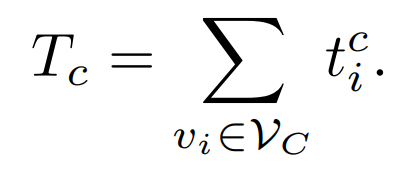 T_c = \sum_{v_i \in \mathcal{V}_C} t_i^c.